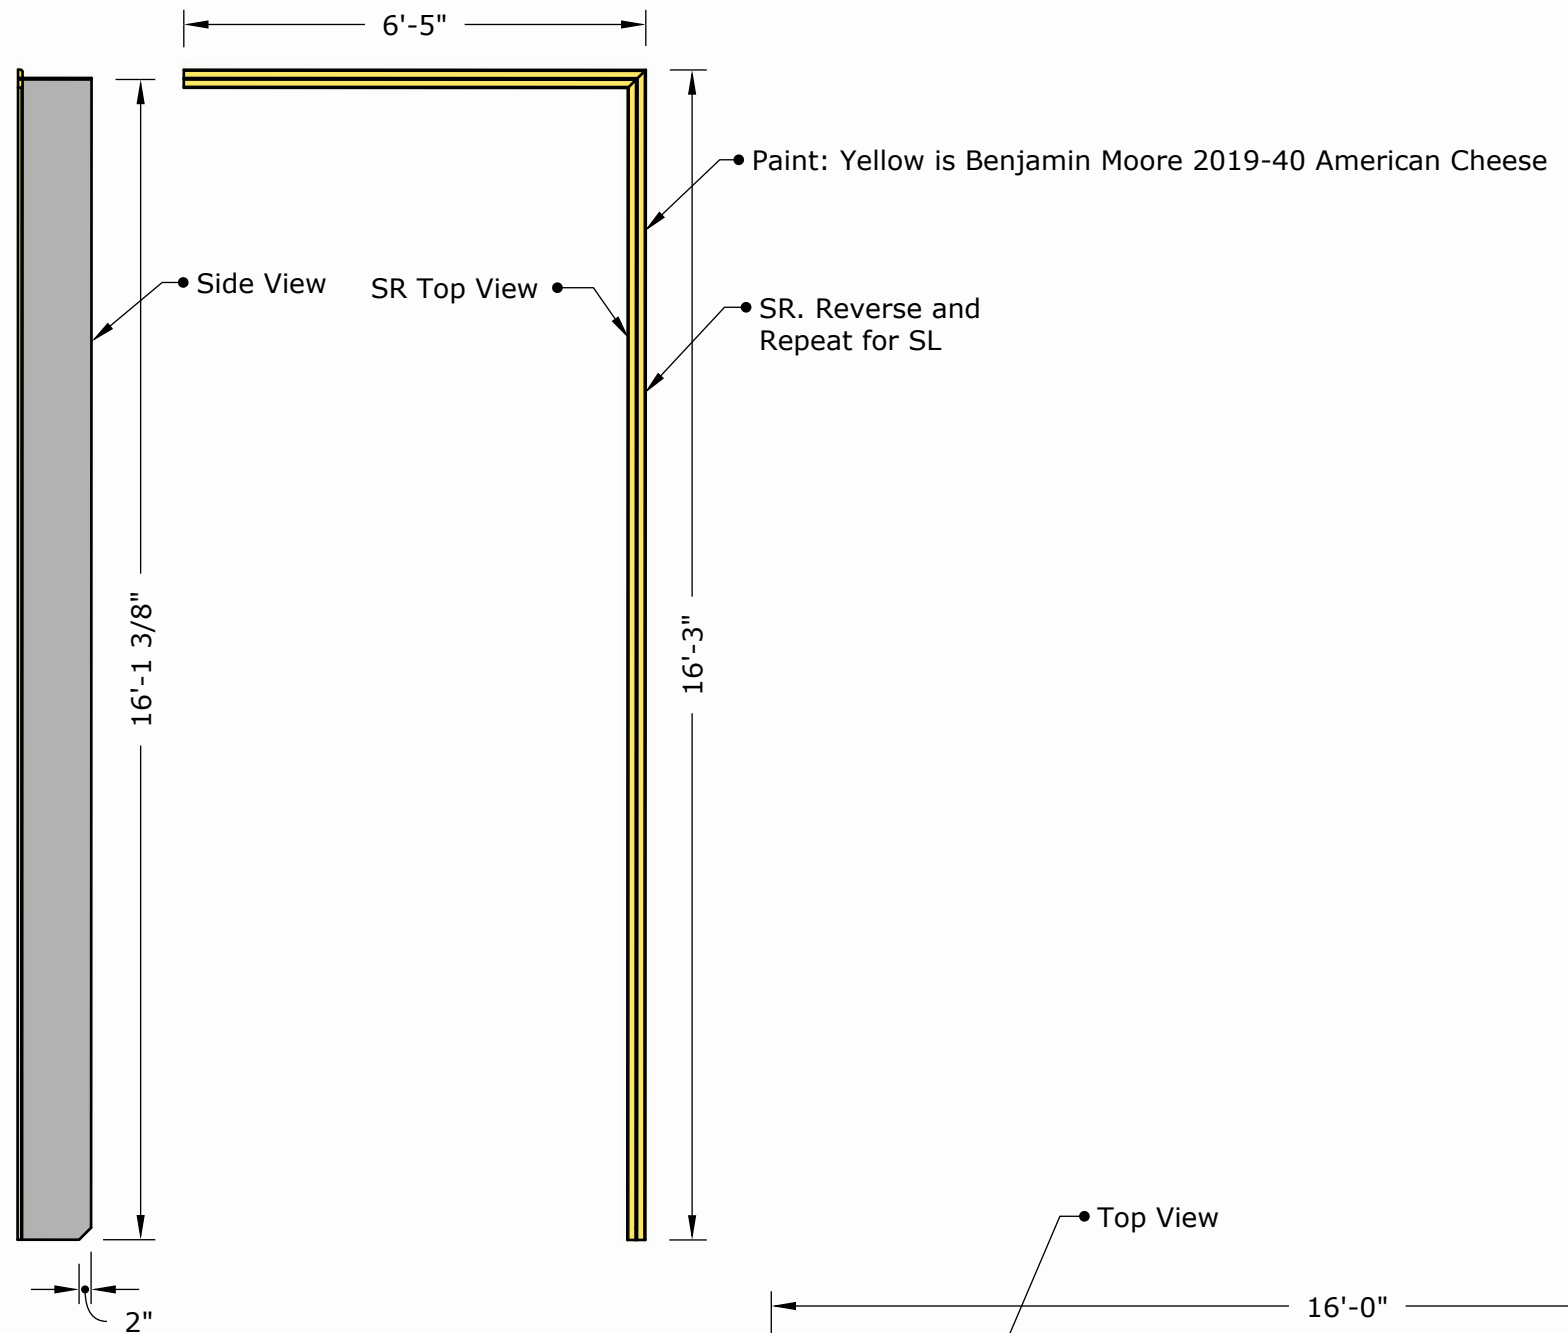 6'-5"
Paint: Yellow is Benjamin Moore 2019-40 American Cheese
Side View
SR Top View
SR. Reverse and
Repeat for SL
16'-1 3/8"
16'-3"
Top View
16'-0"
2"